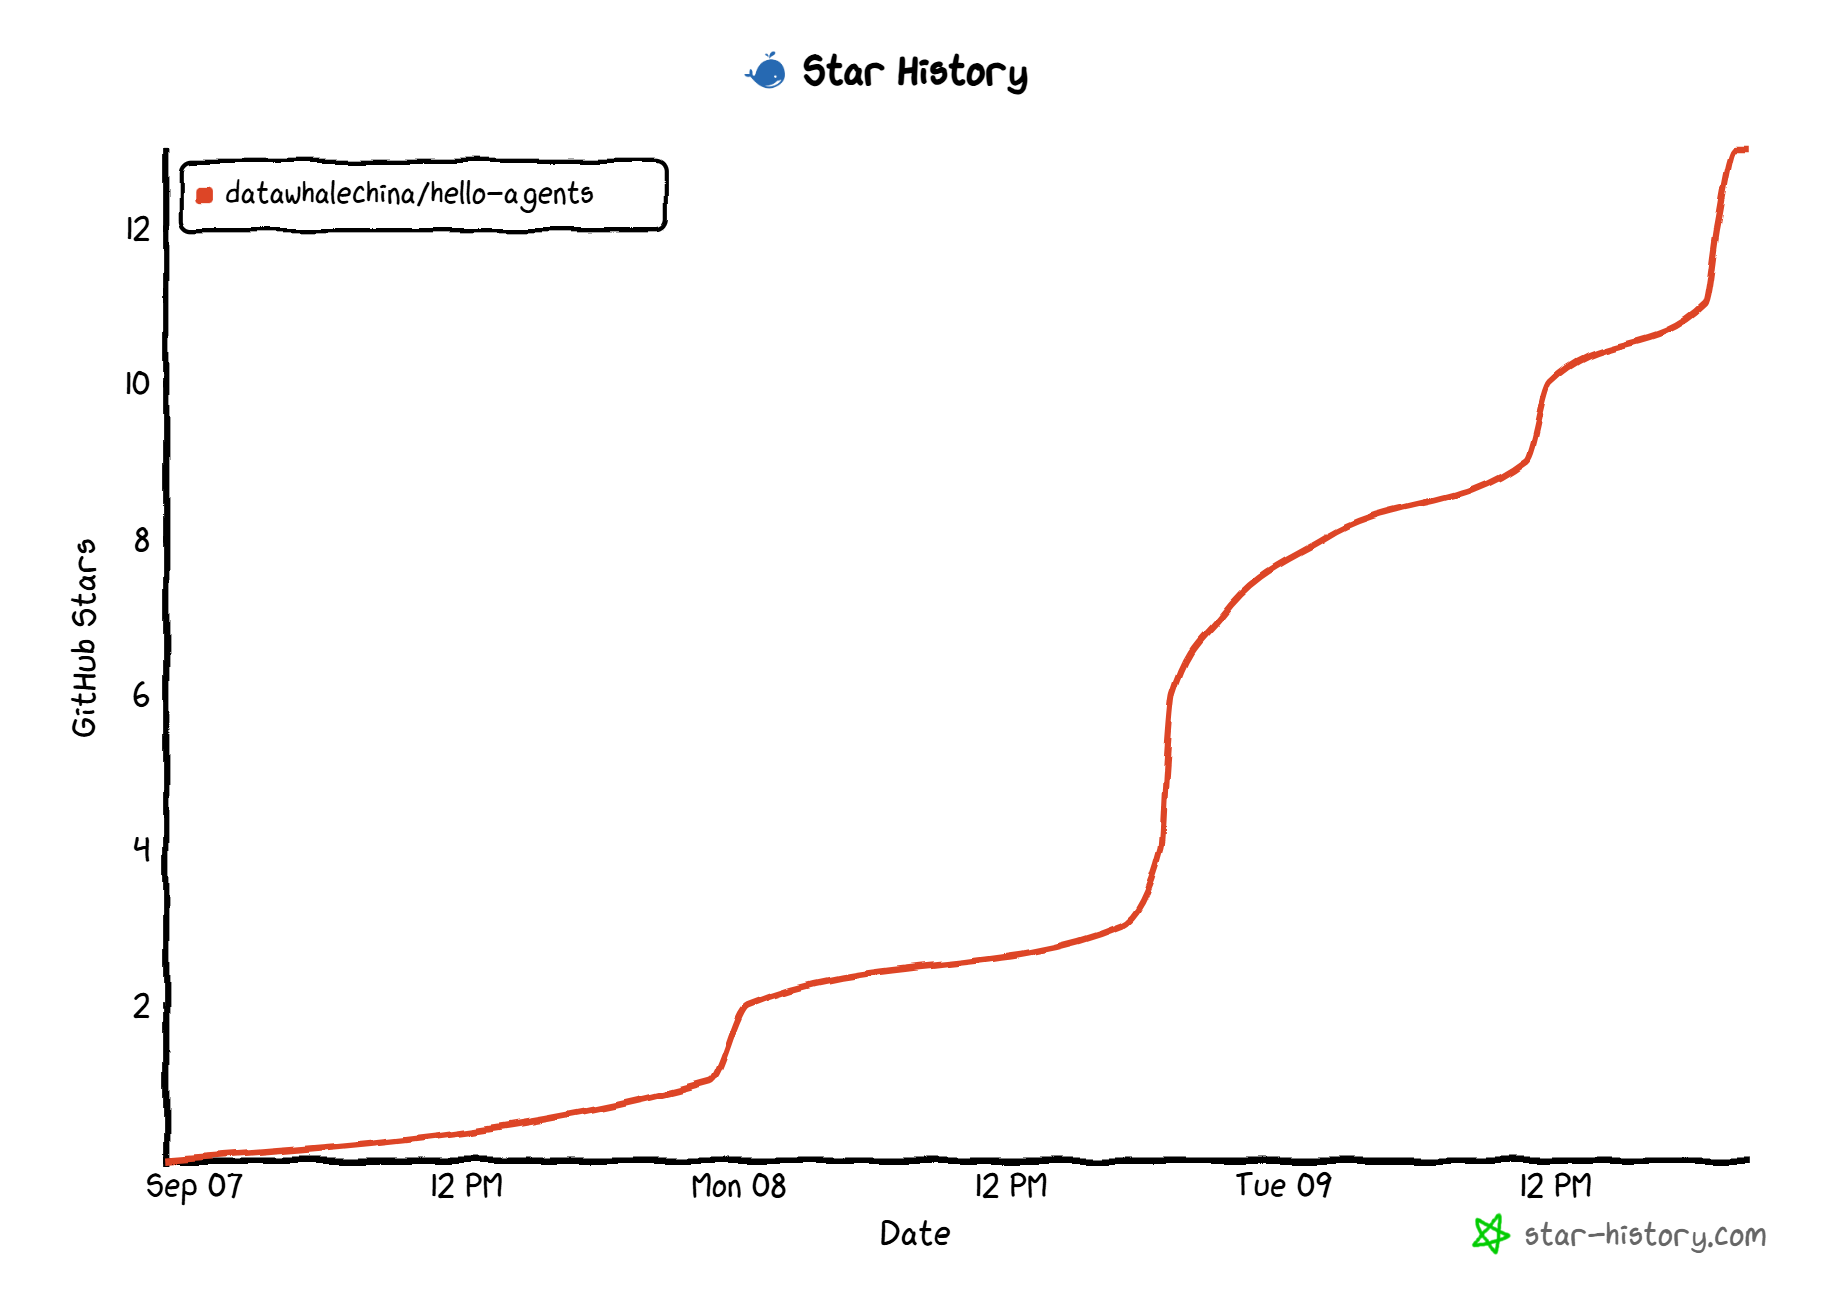 Star History
datawhalechina/hello-agents
12
10
8
6
4
2
GitHub Stars
Sep 07 12 PM Mon 08 12 PM Tue 09 12 PM
Date
star-history.com